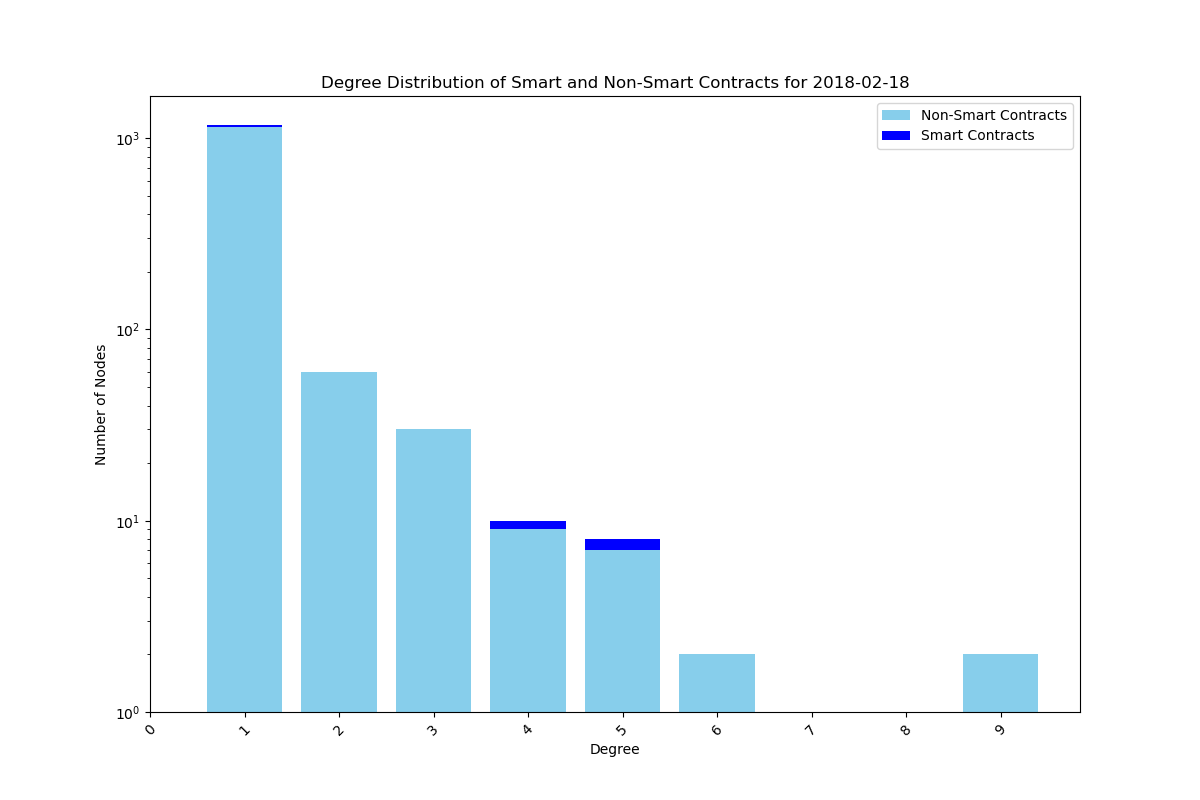 Degree Distribution of Smart and Non-Smart Contracts for 2018-02-18
Non-Smart Contracts
Smart Contracts
10³
10²
10¹
10⁰
Number of Nodes
0 1 2 3 4 5 6 7 8 9
Degree